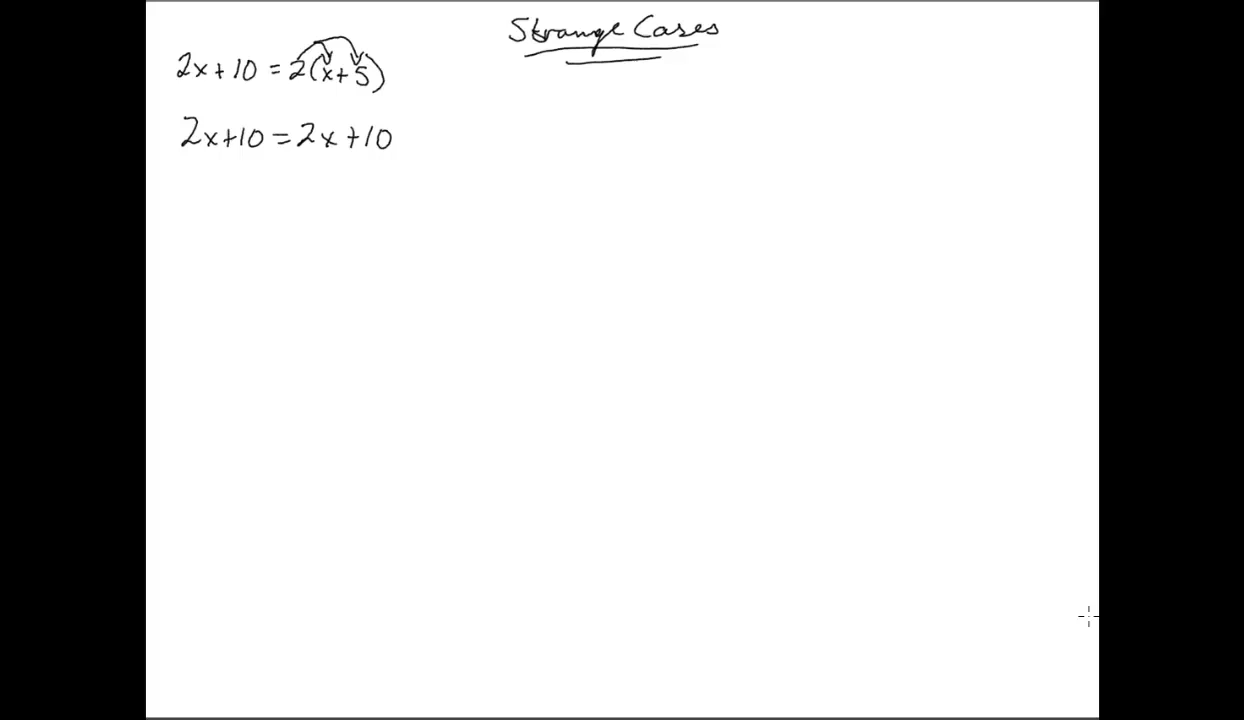 Strange Cases
2x+10 = 2(x+5)
2x+10 = 2x+10